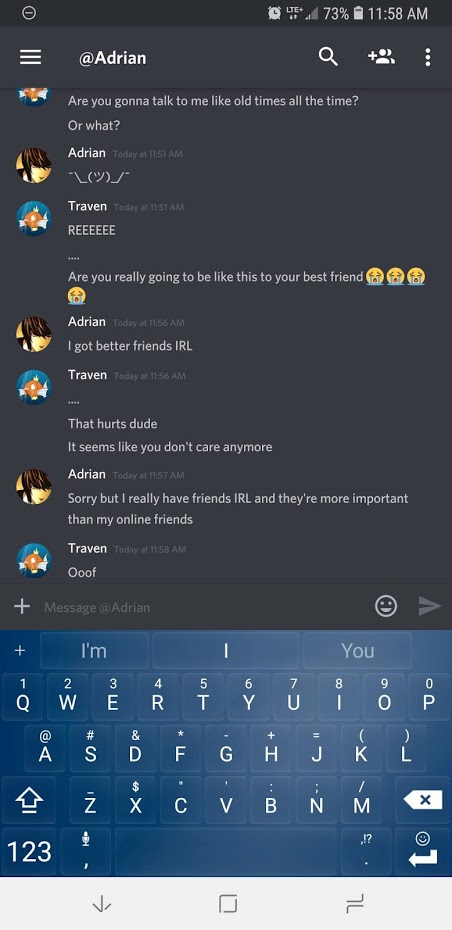 LTE+ 73% 11:58 AM
@Adrian
Are you gonna talk to me like old times all the time?
Or what?
Adrian Today at 11:51 AM
¯\_(ツ)_/¯
Traven Today at 11:51 AM
REEEEEE
....
Are you really going to be like this to your best friend 😭😭😭
😭
Adrian Today at 11:56 AM
I got better friends IRL
Traven Today at 11:56 AM
....
That hurts dude
It seems like you don't care anymore
Adrian Today at 11:57 AM
Sorry but I really have friends IRL and they're more important
than my online friends
Traven Today at 11:58 AM
Ooof
Message @Adrian
+ I'm I You
1 2 3 4 5 6 7 8 9 0
Q W E R T Y U I O P
@ # & * - + = ( )
A S D F G H J K L
_ $ " ' : ; /
Z X C V B N M
123 , ,!? .